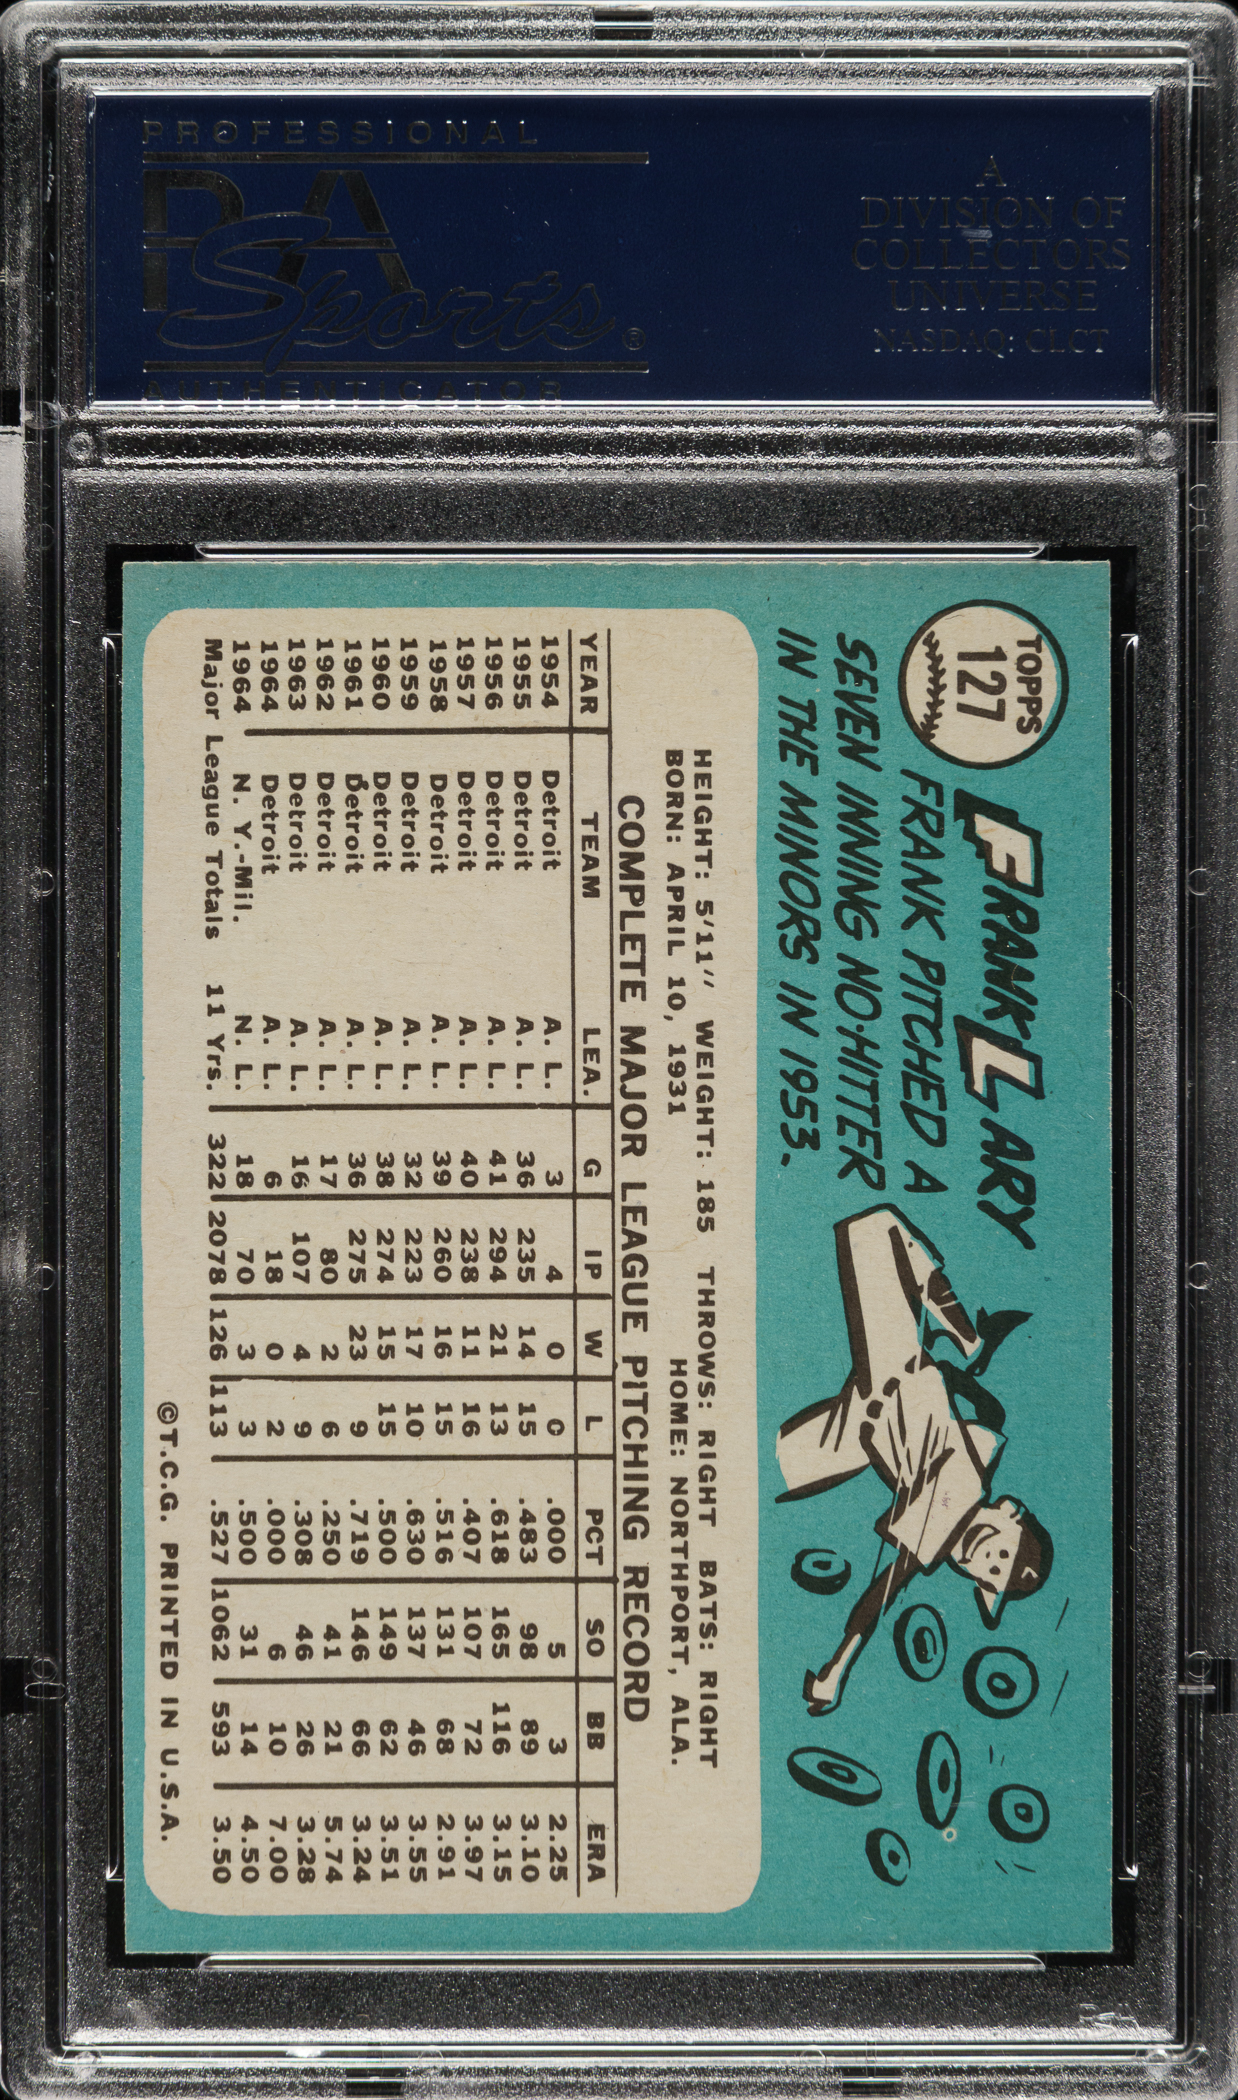 PROFESSIONAL
PSA
Sports®
AUTHENTICATOR
A
DIVISION OF
COLLECTORS
UNIVERSE
NASDAQ: CLCT
TOPPS
127
FRANK LARY
FRANK PITCHED A
SEVEN INNING NO-HITTER
IN THE MINORS IN 1953.
HEIGHT: 5'11" WEIGHT: 185 THROWS: RIGHT BATS: RIGHT
BORN: APRIL 10, 1931 HOME: NORTHPORT, ALA.
COMPLETE MAJOR LEAGUE PITCHING RECORD
YEAR TEAM LEA. G IP W L PCT SO BB ERA
1954 Detroit A. L. 3 4 0 0 .000 5 3 2.25
1955 Detroit A. L. 36 235 14 15 .483 98 89 3.10
1956 Detroit A. L. 41 294 21 13 .618 165 116 3.15
1957 Detroit A. L. 40 238 11 16 .407 107 72 3.97
1958 Detroit A. L. 39 260 16 15 .516 131 68 2.91
1959 Detroit A. L. 32 223 17 10 .630 137 46 3.55
1960 Detroit A. L. 38 274 15 15 .500 149 62 3.51
1961 Detroit A. L. 36 275 23 9 .719 146 66 3.24
1962 Detroit A. L. 17 80 2 6 .250 41 21 5.74
1963 Detroit A. L. 16 107 4 9 .308 46 26 3.28
1964 Detroit A. L. 6 18 0 2 .000 6 10 7.00
1964 N. Y.-Mil. N. L. 18 70 3 3 .500 31 14 4.50
Major League Totals 11 Yrs. 322 2078 126 113 .527 1062 593 3.50
©T.C.G. PRINTED IN U.S.A.